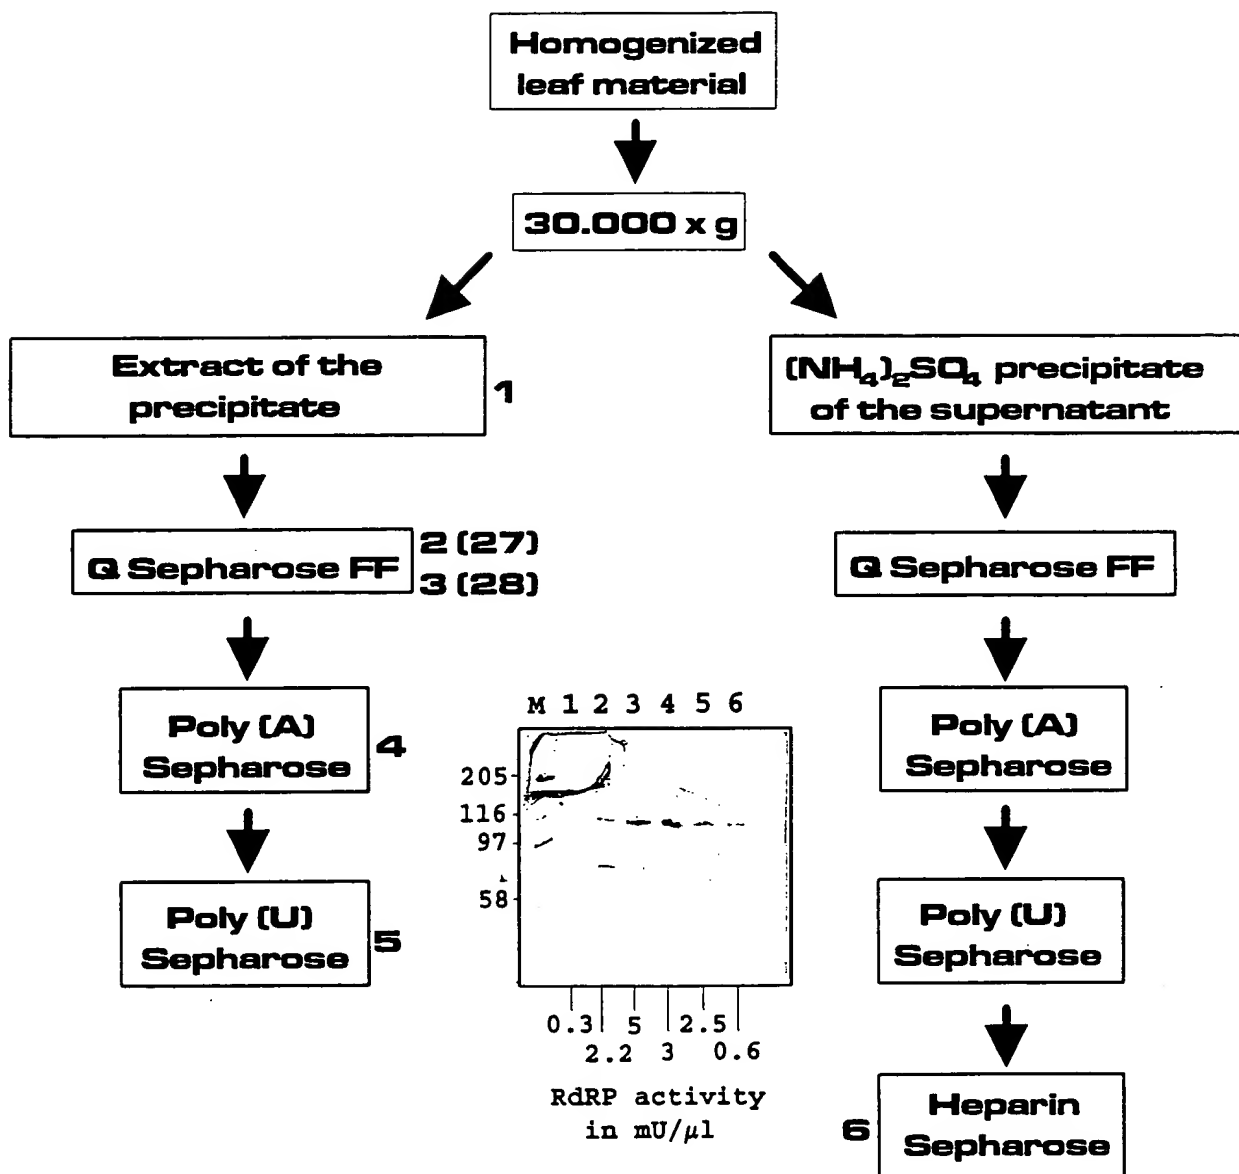 Homogenized
leaf material
30.000 x g
Extract of the
precipitate
1
(NH₄)₂SO₄ precipitate
of the supernatant
Q Sepharose FF
2 (27)
3 (28)
Q Sepharose FF
Poly (A)
Sepharose
4
Poly (A)
Sepharose
Poly (U)
Sepharose
5
Poly (U)
Sepharose
M 1 2 3 4 5 6
205
116
97
58
0.3 5 2.5
2.2 3 0.6
RdRP activity
in mU/µl
6
Heparin
Sepharose